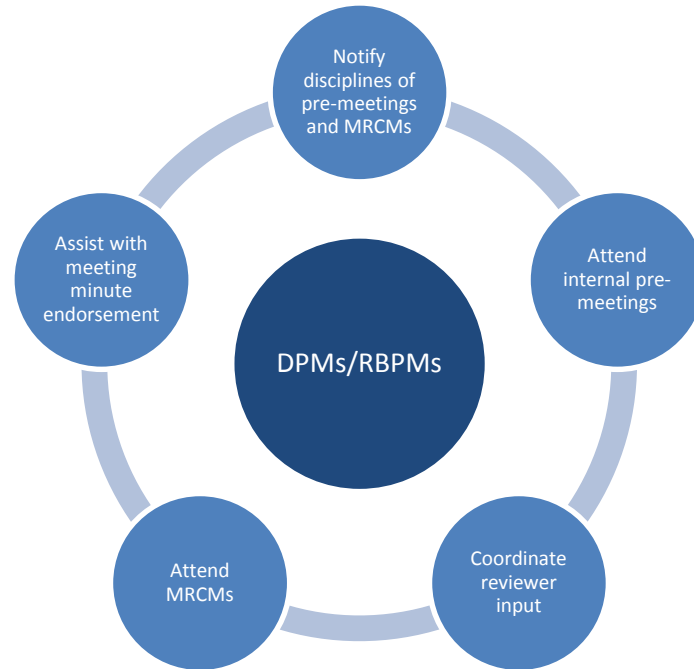 Notify
disciplines of
pre-meetings
and MRCMs
Attend
internal pre-
meetings
Coordinate
reviewer
input
Attend
MRCMs
Assist with
meeting
minute
endorsement
DPMs/RBPMs